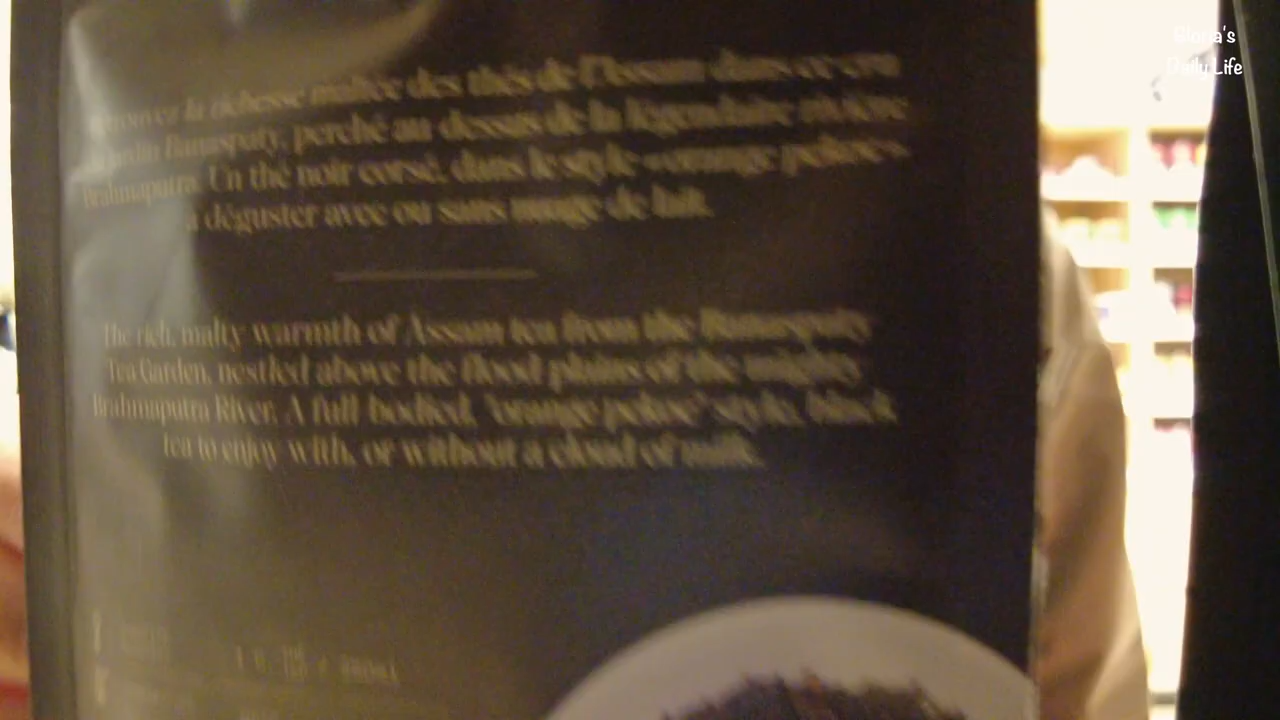 Gloria's
Daily Life
la richesse maltée des thés de l'Assam dans ce cru
jardin Banaspaty, perché au dessus de la légendaire rivière
Brahmaputra. Un thé noir corsé, dans le style «orange pekoe»
à déguster avec ou sans nuage de lait.
The rich, malty warmth of Assam tea from the Banaspaty
Tea Garden, nestled above the flood plains of the mighty
Brahmaputra River. A full bodied, "orange pekoe" style, black
tea to enjoy with, or without a cloud of milk.